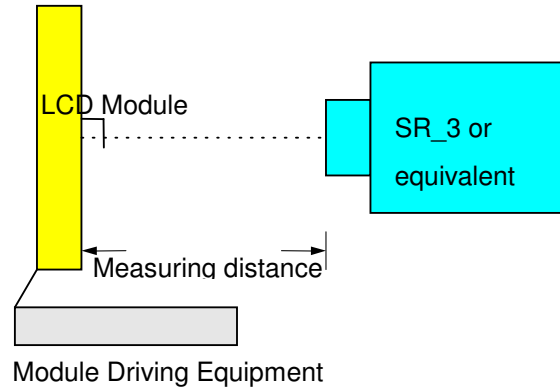 LCD Module
SR_3 or
equivalent
Measuring distance
Module Driving Equipment